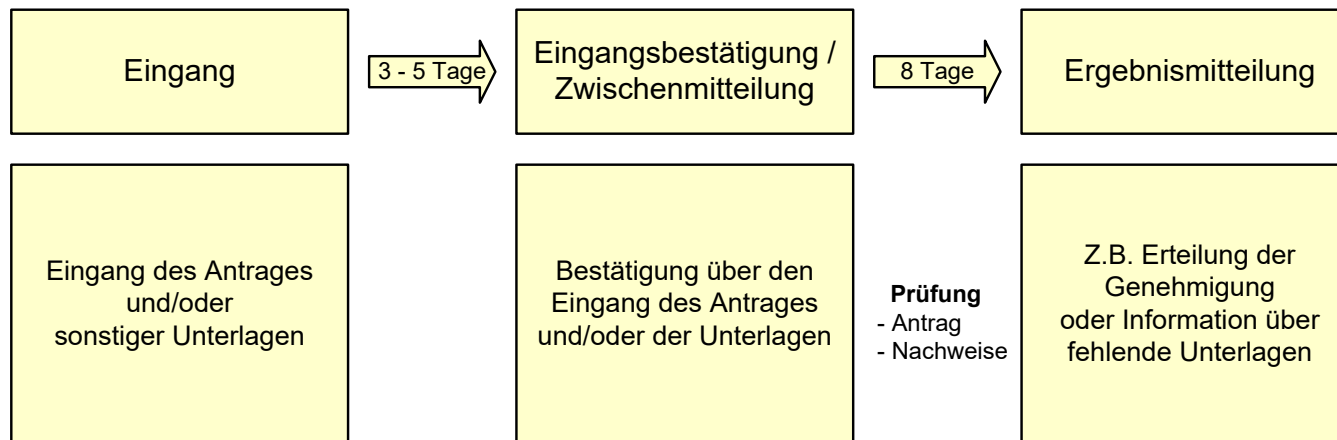 Eingang
3 - 5 Tage
Eingangsbestätigung /
Zwischenmitteilung
8 Tage
Ergebnismitteilung
Eingang des Antrages
und/oder
sonstiger Unterlagen
Bestätigung über den
Eingang des Antrages
und/oder der Unterlagen
Prüfung
- Antrag
- Nachweise
Z.B. Erteilung der
Genehmigung
oder Information über
fehlende Unterlagen